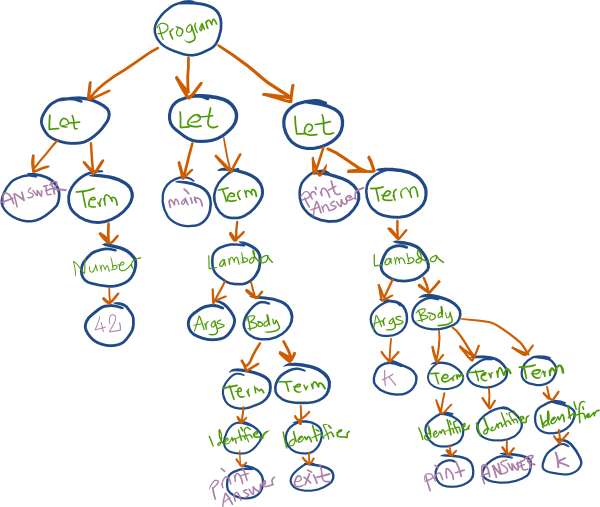 Program
Let
Let
Let
ANSWER
Term
main
Term
print
Answer
Term
Number
Lambda
Lambda
42
Args
Body
Args
Body
k
Term
Term
Term
Term
Term
Identifier
Identifier
Identifier
Identifier
Identifier
print
Answer
exit
print
ANSWER
k